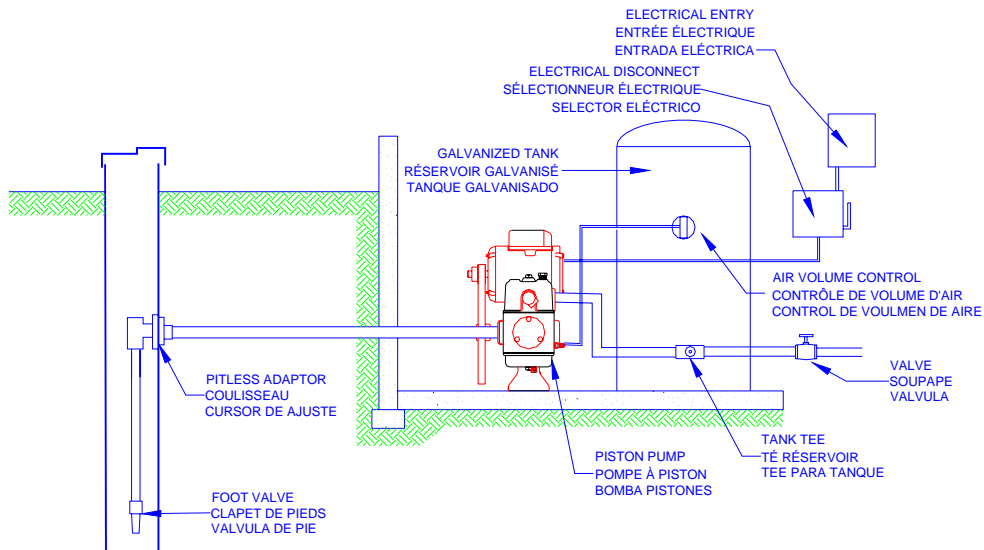 ELECTRICAL ENTRY
ENTRÉE ÉLECTRIQUE
ENTRADA ELÉCTRICA
ELECTRICAL DISCONNECT
SÉLECTIONNEUR ÉLECTRIQUE
SELECTOR ELÉCTRICO
GALVANIZED TANK
RÉSERVOIR GALVANISÉ
TANQUE GALVANISADO
AIR VOLUME CONTROL
CONTRÔLE DE VOLUME D'AIR
CONTROL DE VOULMEN DE AIRE
PITLESS ADAPTOR
COULISSEAU
CURSOR DE AJUSTE
VALVE
SOUPAPE
VALVULA
TANK TEE
TÉ RÉSERVOIR
TEE PARA TANQUE
PISTON PUMP
POMPE À PISTON
BOMBA PISTONES
FOOT VALVE
CLAPET DE PIEDS
VALVULA DE PIE